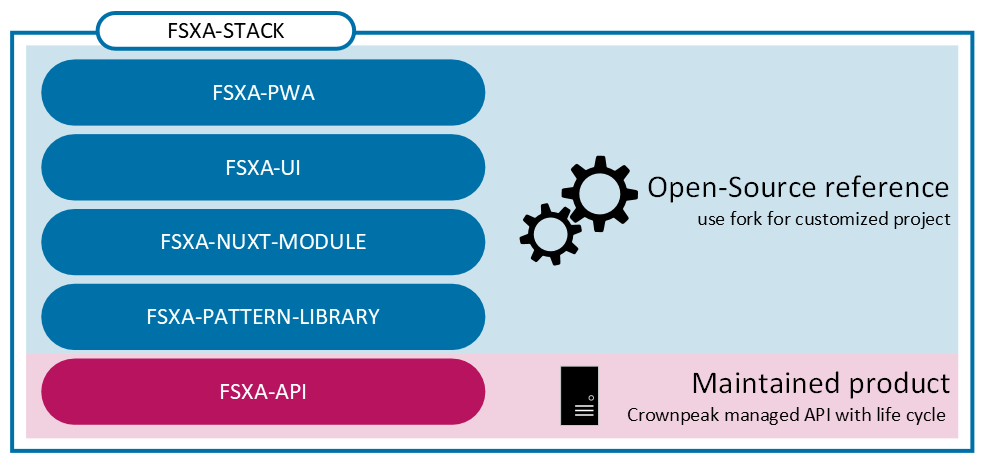 FSXA-STACK
FSXA-PWA
FSXA-UI
FSXA-NUXT-MODULE
FSXA-PATTERN-LIBRARY
Open-Source reference
use fork for customized project
FSXA-API
Maintained product
Crownpeak managed API with life cycle